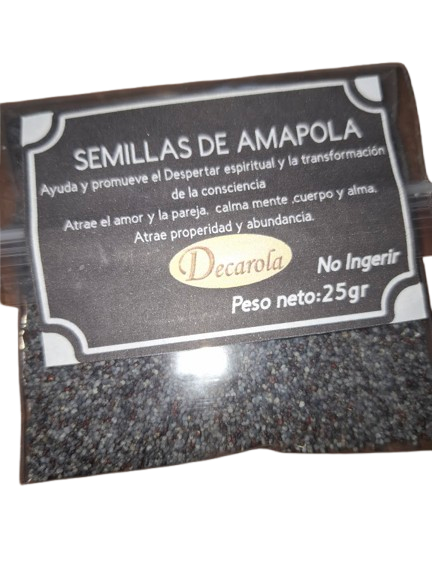 SEMILLAS DE AMAPOLA
Ayuda y promueve el Despertar espiritual y la transformación
de la consciencia
Atrae el amor y la pareja, calma mente ,cuerpo y alma.
Atrae properidad y abundancia.
Decarola
No Ingerir
Peso neto:25gr